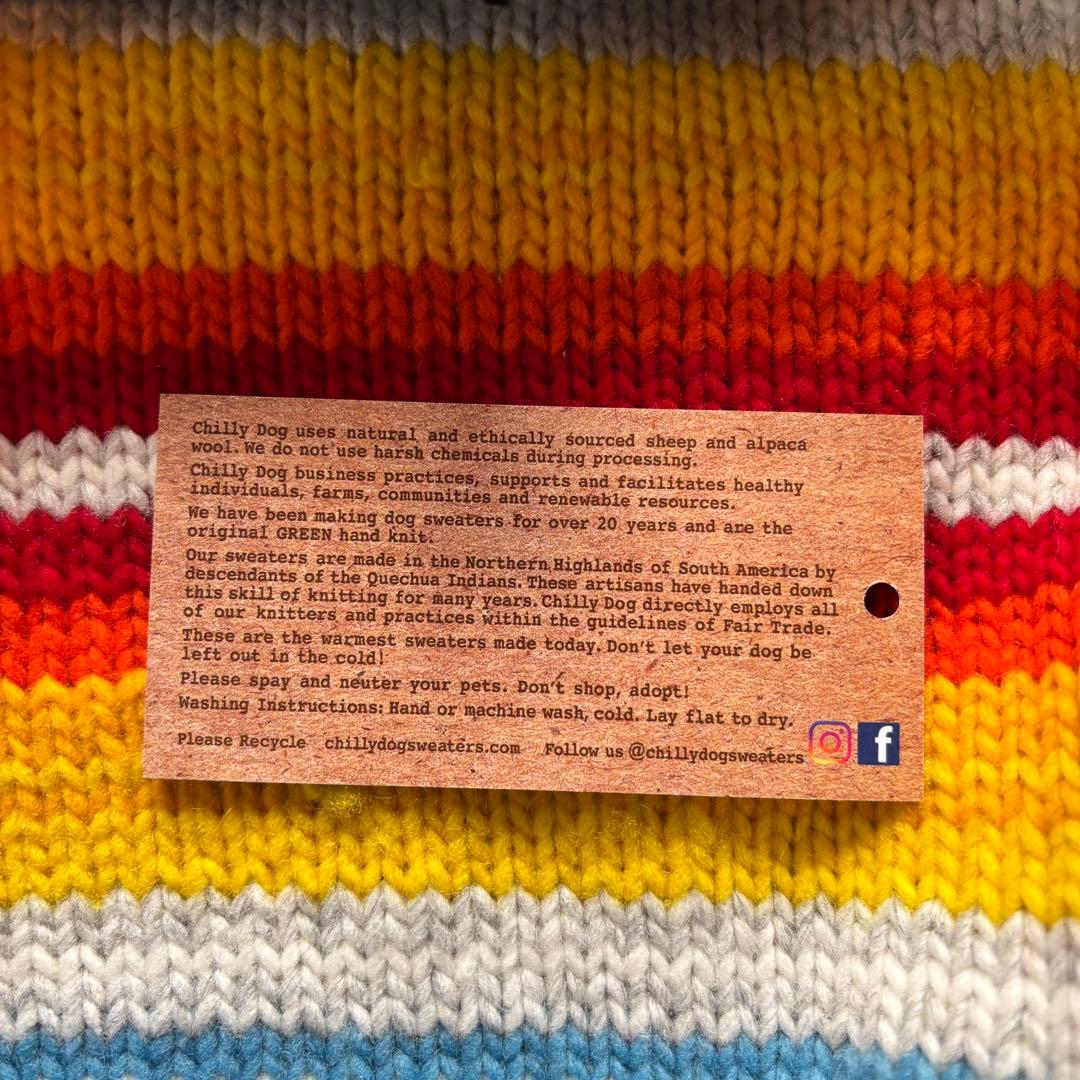 Chilly Dog uses natural and ethically sourced sheep and alpaca
wool. We do not use harsh chemicals during processing.
Chilly Dog business practices, supports and facilitates healthy
individuals, farms, communities and renewable resources.
We have been making dog sweaters for over 20 years and are the
original GREEN hand knit.
Our sweaters are made in the Northern Highlands of South America by
descendants of the Quechua Indians. These artisans have handed down
this skill of knitting for many years. Chilly Dog directly employs all
of our knitters and practices within the guidelines of Fair Trade.
These are the warmest sweaters made today. Don't let your dog be
left out in the cold!
Please spay and neuter your pets. Don't shop, adopt!
Washing Instructions: Hand or machine wash, cold. Lay flat to dry.
Please Recycle chillydogsweaters.com Follow us @chillydogsweaters f